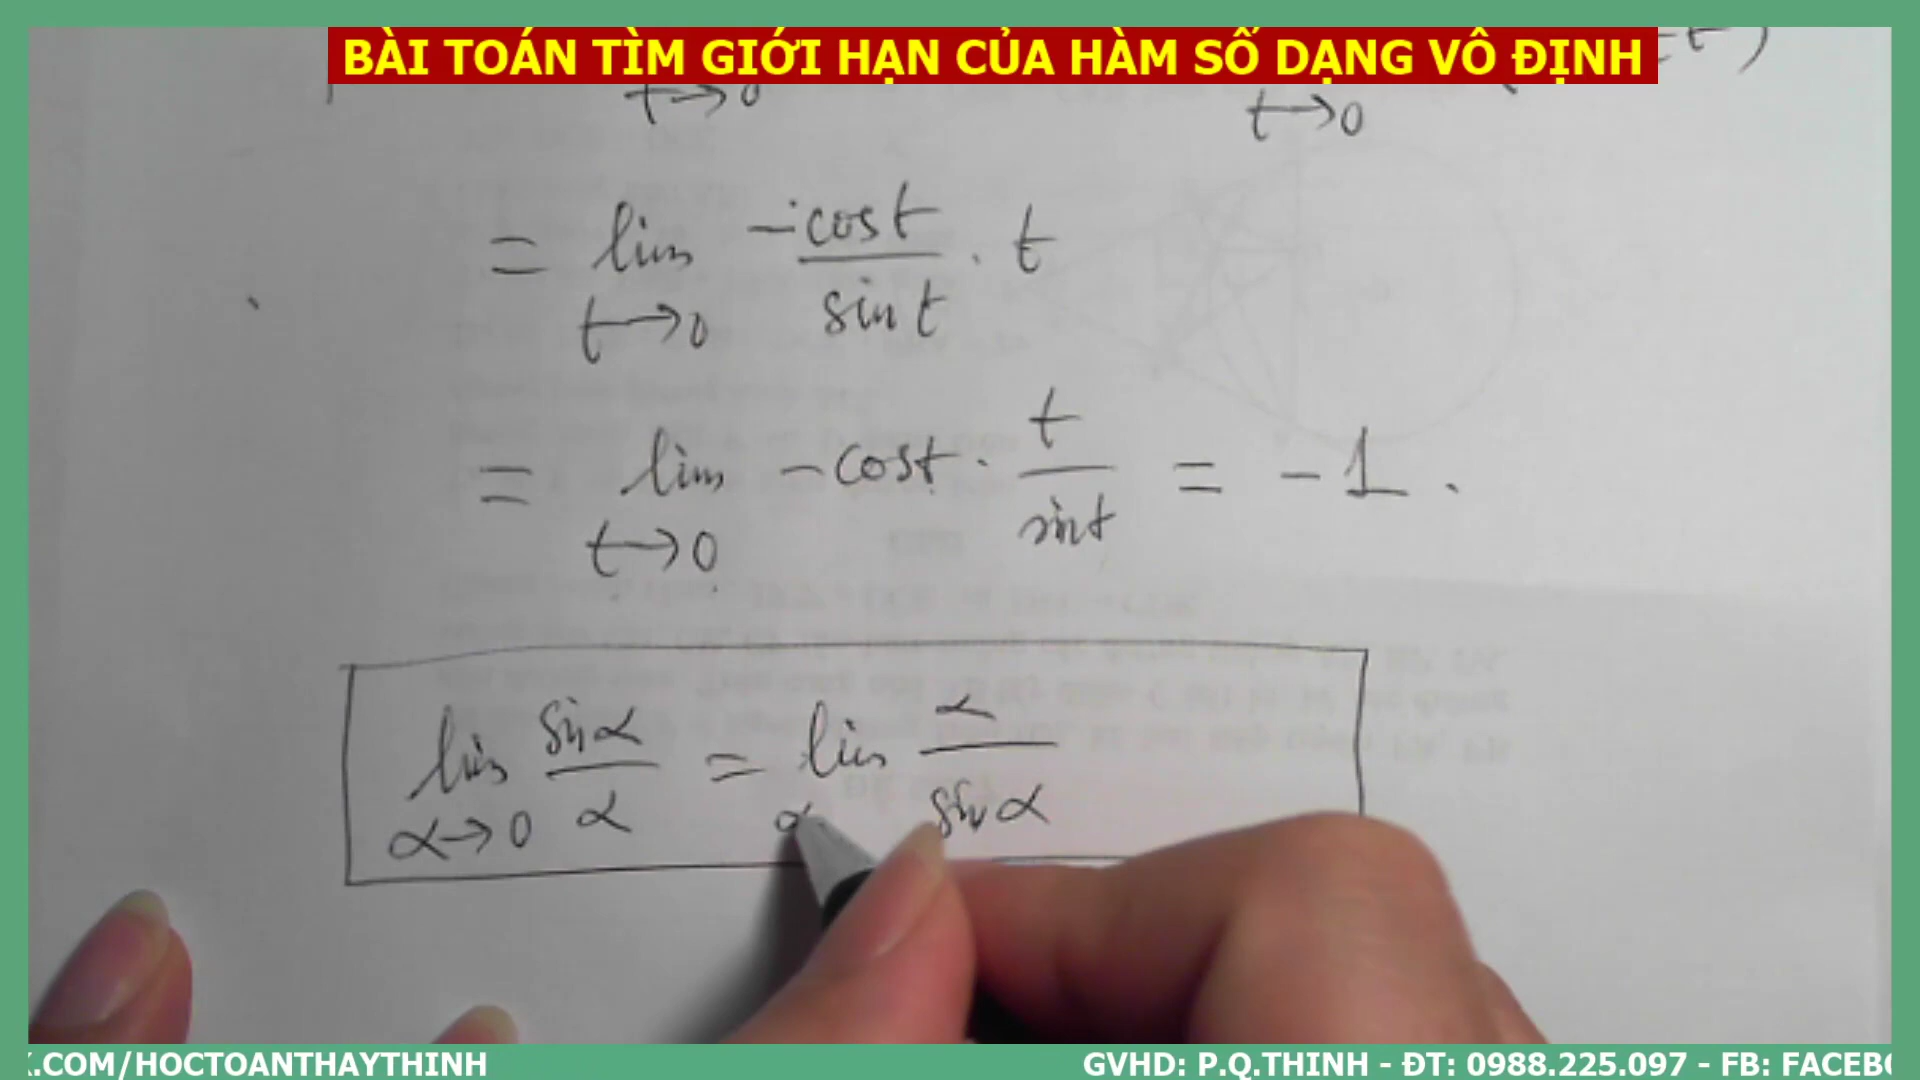 BÀI TOÁN TÌM GIỚI HẠN CỦA HÀM SỐ DẠNG VÔ ĐỊNH
t→0 t→0
= lim -cost/sint . t
t→0
= lim -cost . t/sint = -1.
t→0
lim sinα/α = lim α/sinα
α→0 α
K.COM/HOCTOANTHAYTHINH GVHD: P.Q.THINH - ĐT: 0988.225.097 - FB: FACEBO